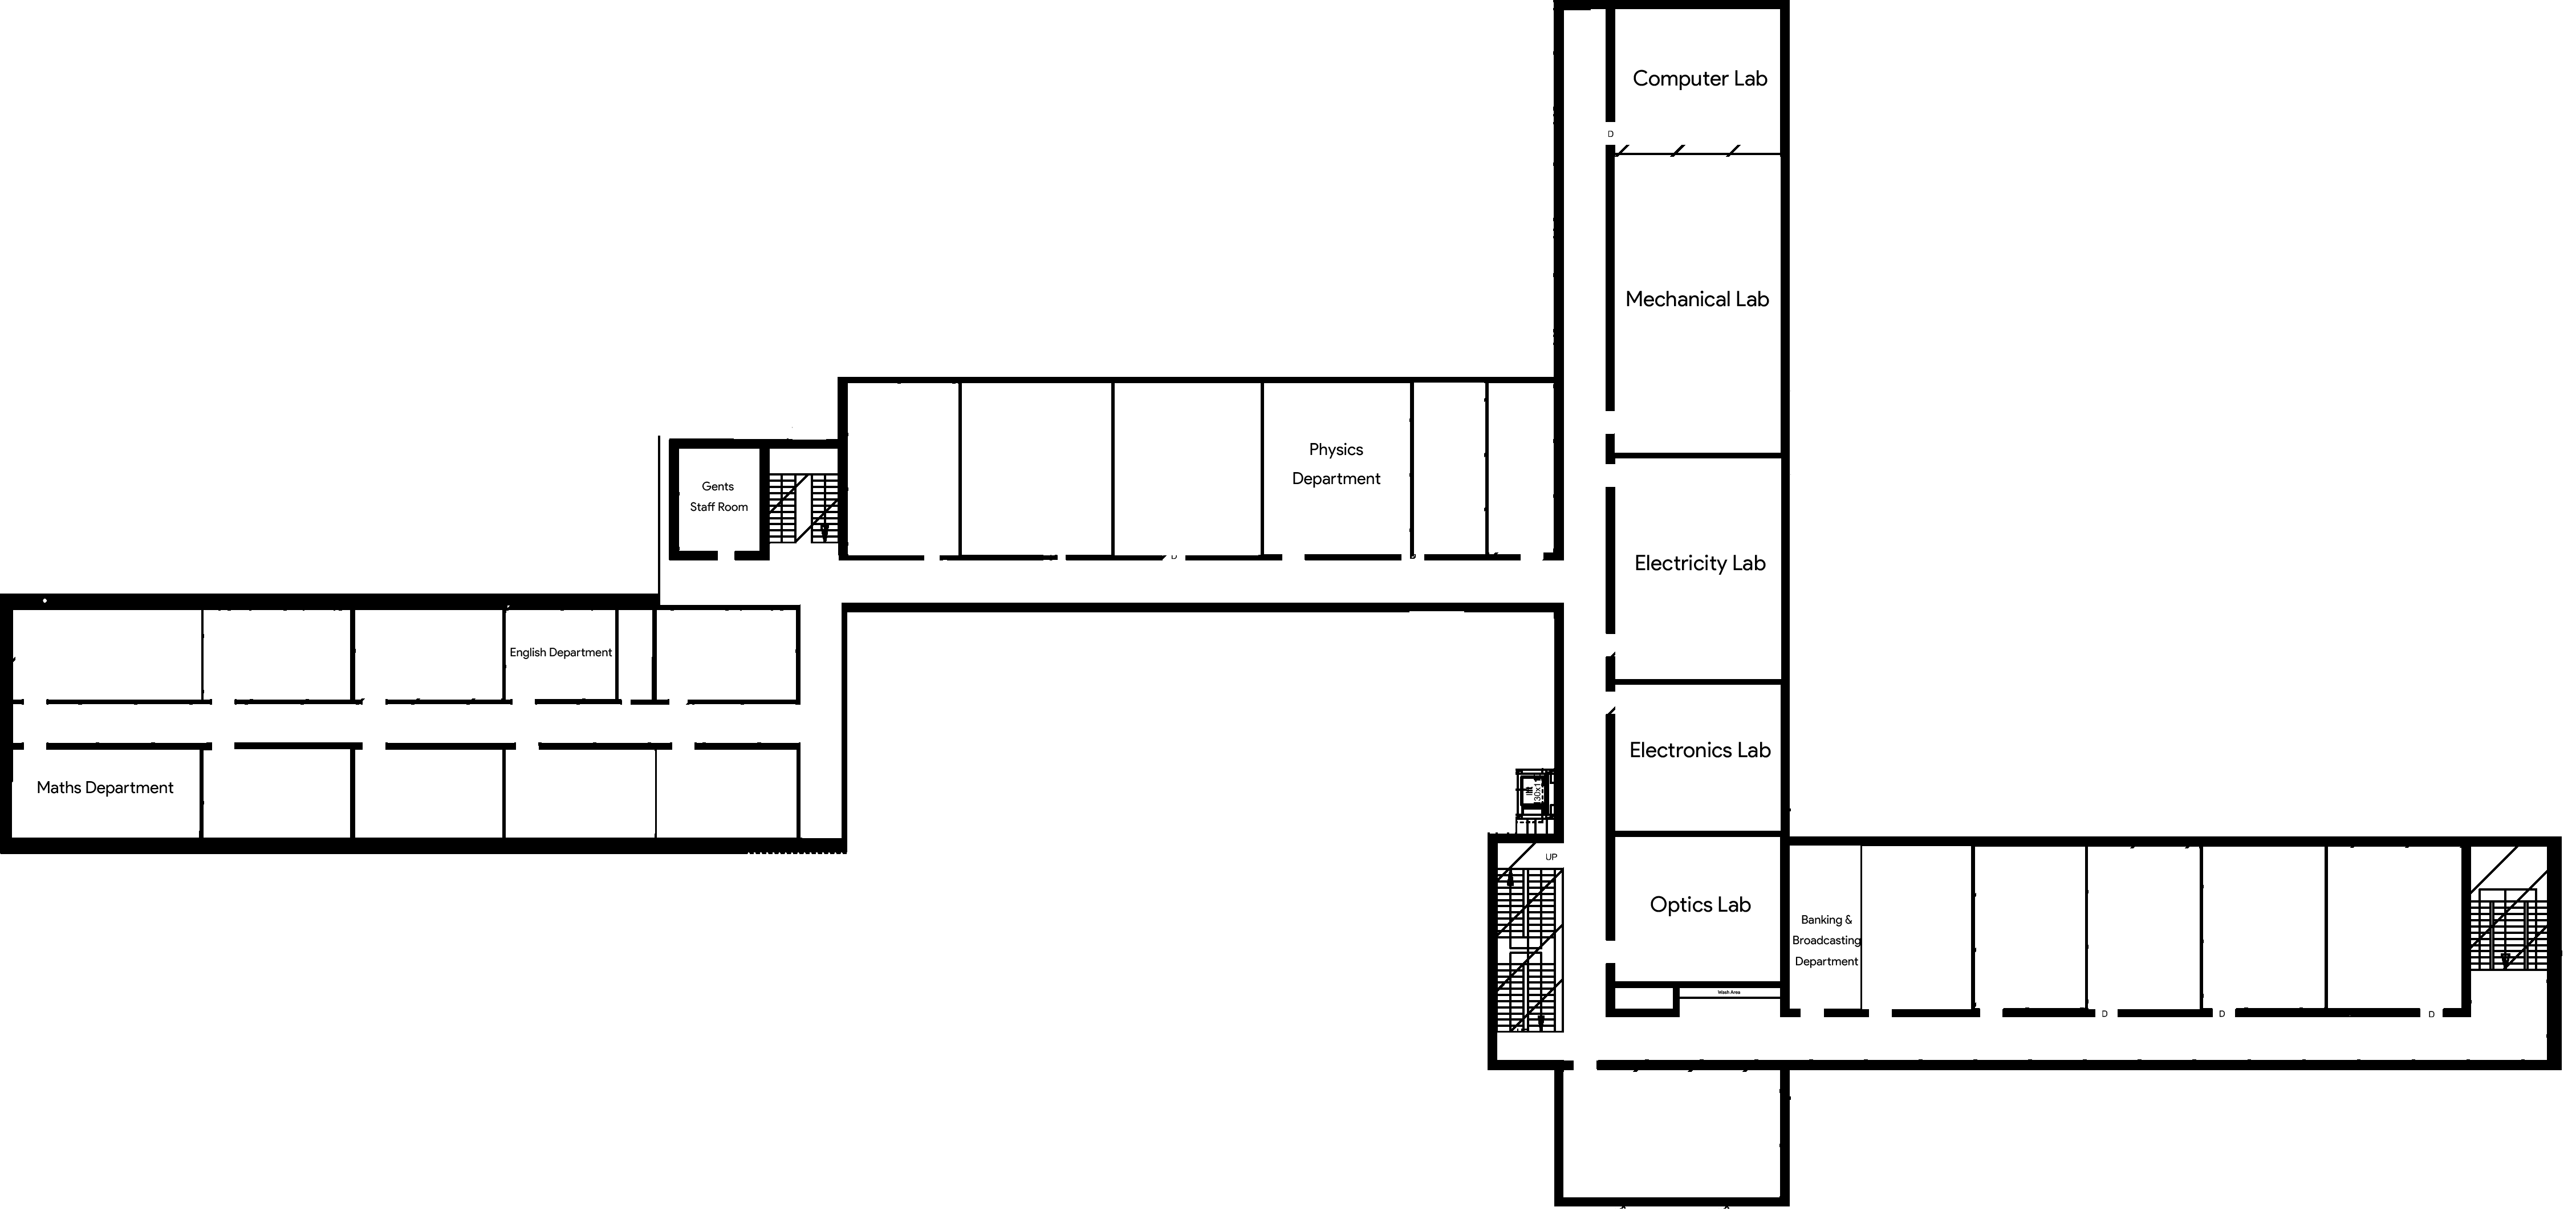 Computer Lab
D
Mechanical Lab
Physics
Department
Gents
Staff Room
D
Electricity Lab
English Department
Electronics Lab
Maths Department
UP
Optics Lab
Banking &
Broadcasting
Department
Wash Area
D
D
D